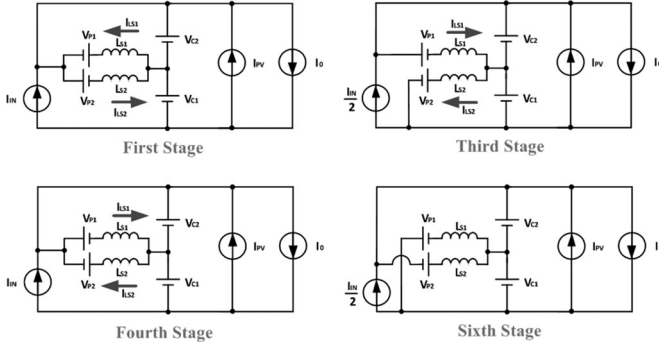 ILS1
VP1
LS1
VC2
IIN
IPV
IO
VP2
LS2
ILS2
VC1
First Stage
ILS1
VP1
LS1
VC2
IIN
2
IPV
VP2
LS2
ILS2
VC1
Third Stage
ILS1
VP1
LS1
VC2
IIN
IPV
IO
VP2
LS2
ILS2
VC1
Fourth Stage
VP1
LS1
VC2
IIN
2
IPV
VP2
LS2
VC1
Sixth Stage